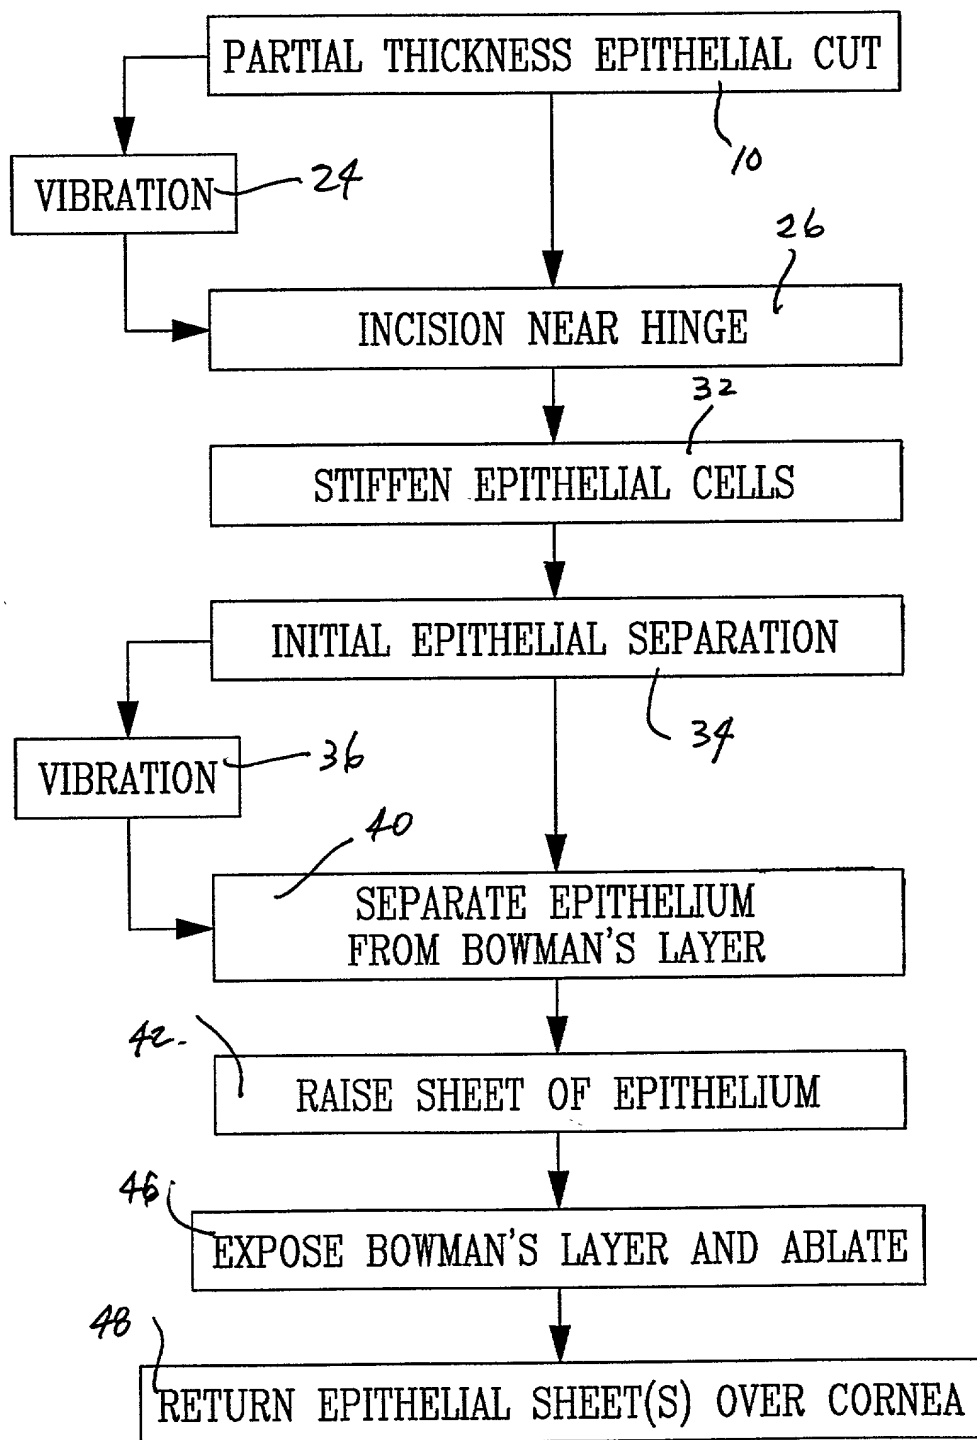 PARTIAL THICKNESS EPITHELIAL CUT
10
VIBRATION
24
26
INCISION NEAR HINGE
32
STIFFEN EPITHELIAL CELLS
INITIAL EPITHELIAL SEPARATION
34
VIBRATION
36
40
SEPARATE EPITHELIUM
FROM BOWMAN'S LAYER
42
RAISE SHEET OF EPITHELIUM
46
EXPOSE BOWMAN'S LAYER AND ABLATE
48
RETURN EPITHELIAL SHEET(S) OVER CORNEA